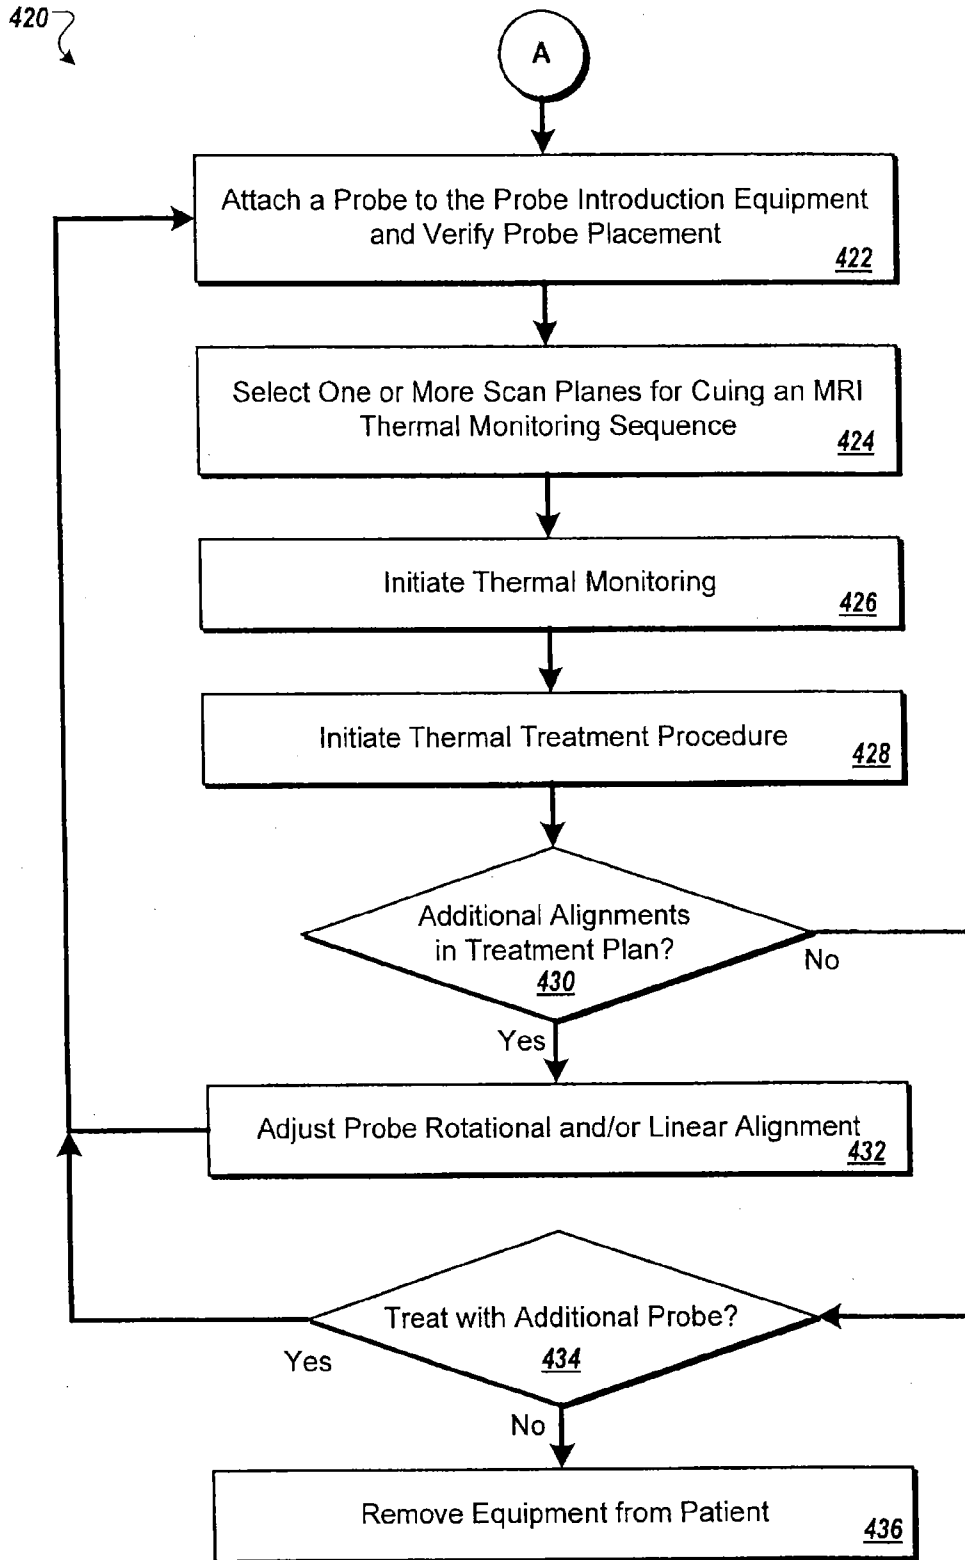 420
A
Attach a Probe to the Probe Introduction Equipment
and Verify Probe Placement
422
Select One or More Scan Planes for Cuing an MRI
Thermal Monitoring Sequence
424
Initiate Thermal Monitoring
426
Initiate Thermal Treatment Procedure
428
Additional Alignments
in Treatment Plan?
430
No
Yes
Adjust Probe Rotational and/or Linear Alignment
432
Treat with Additional Probe?
434
Yes
No
Remove Equipment from Patient
436